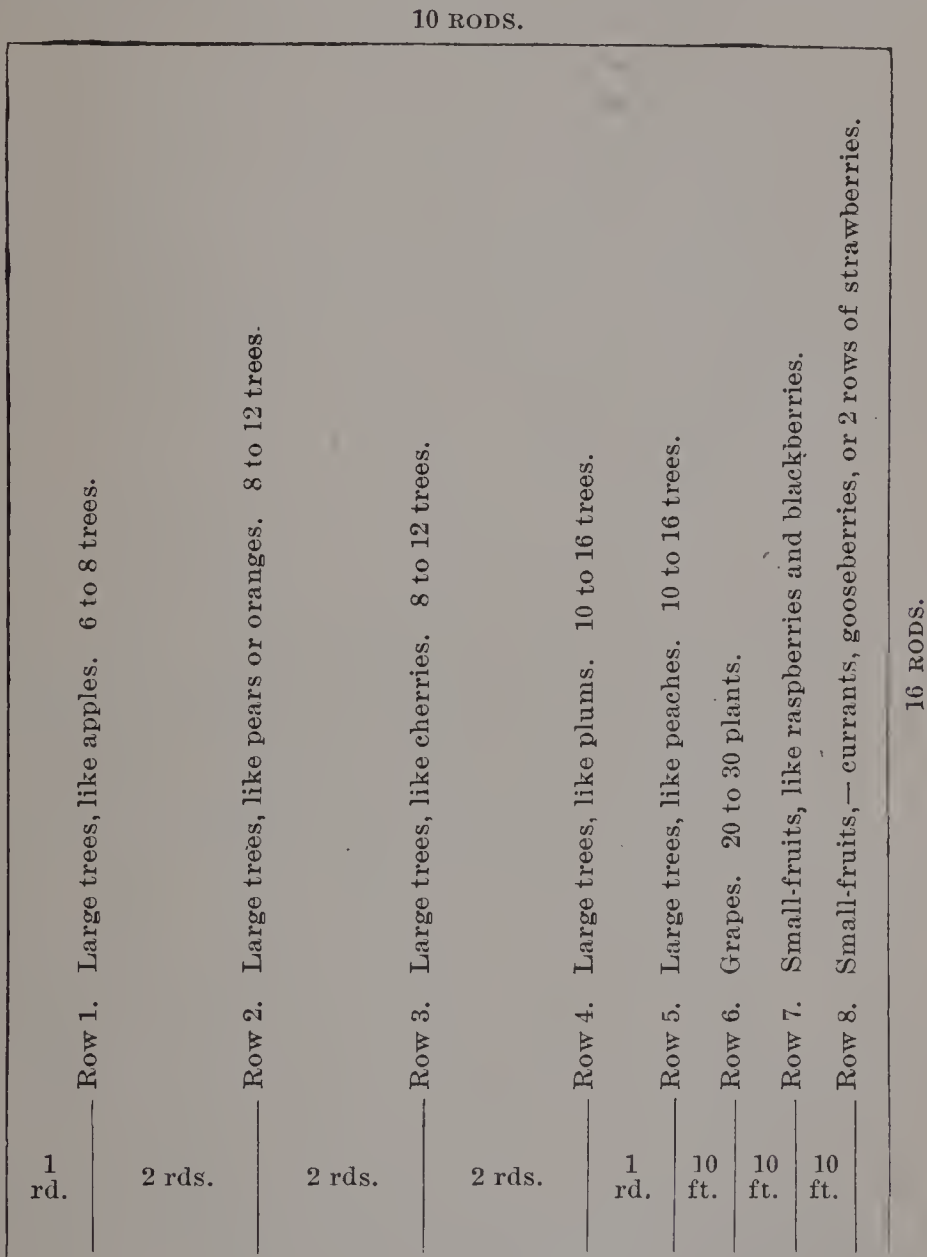 10 RODS.
Row 1. Large trees, like apples. 6 to 8 trees.
Row 2. Large trees, like pears or oranges. 8 to 12 trees.
Row 3. Large trees, like cherries. 8 to 12 trees.
Row 4. Large trees, like plums. 10 to 16 trees.
Row 5. Large trees, like peaches. 10 to 16 trees.
Row 6. Grapes. 20 to 30 plants.
Row 7. Small-fruits, like raspberries and blackberries.
Row 8. Small-fruits,—currants, gooseberries, or 2 rows of strawberries.
16 RODS.
1
rd.
2 rds.
2 rds.
2 rds.
1
rd.
10
ft.
10
ft.
10
ft.